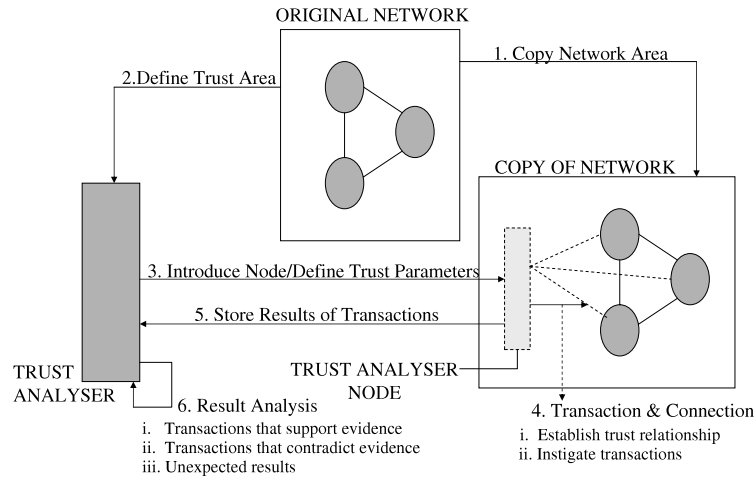 ORIGINAL NETWORK
1. Copy Network Area
2.Define Trust Area
COPY OF NETWORK
3. Introduce Node/Define Trust Parameters
5. Store Results of Transactions
TRUST ANALYSER
NODE
TRUST
ANALYSER
6. Result Analysis
i. Transactions that support evidence
ii. Transactions that contradict evidence
iii. Unexpected results
4. Transaction & Connection
i. Establish trust relationship
ii. Instigate transactions